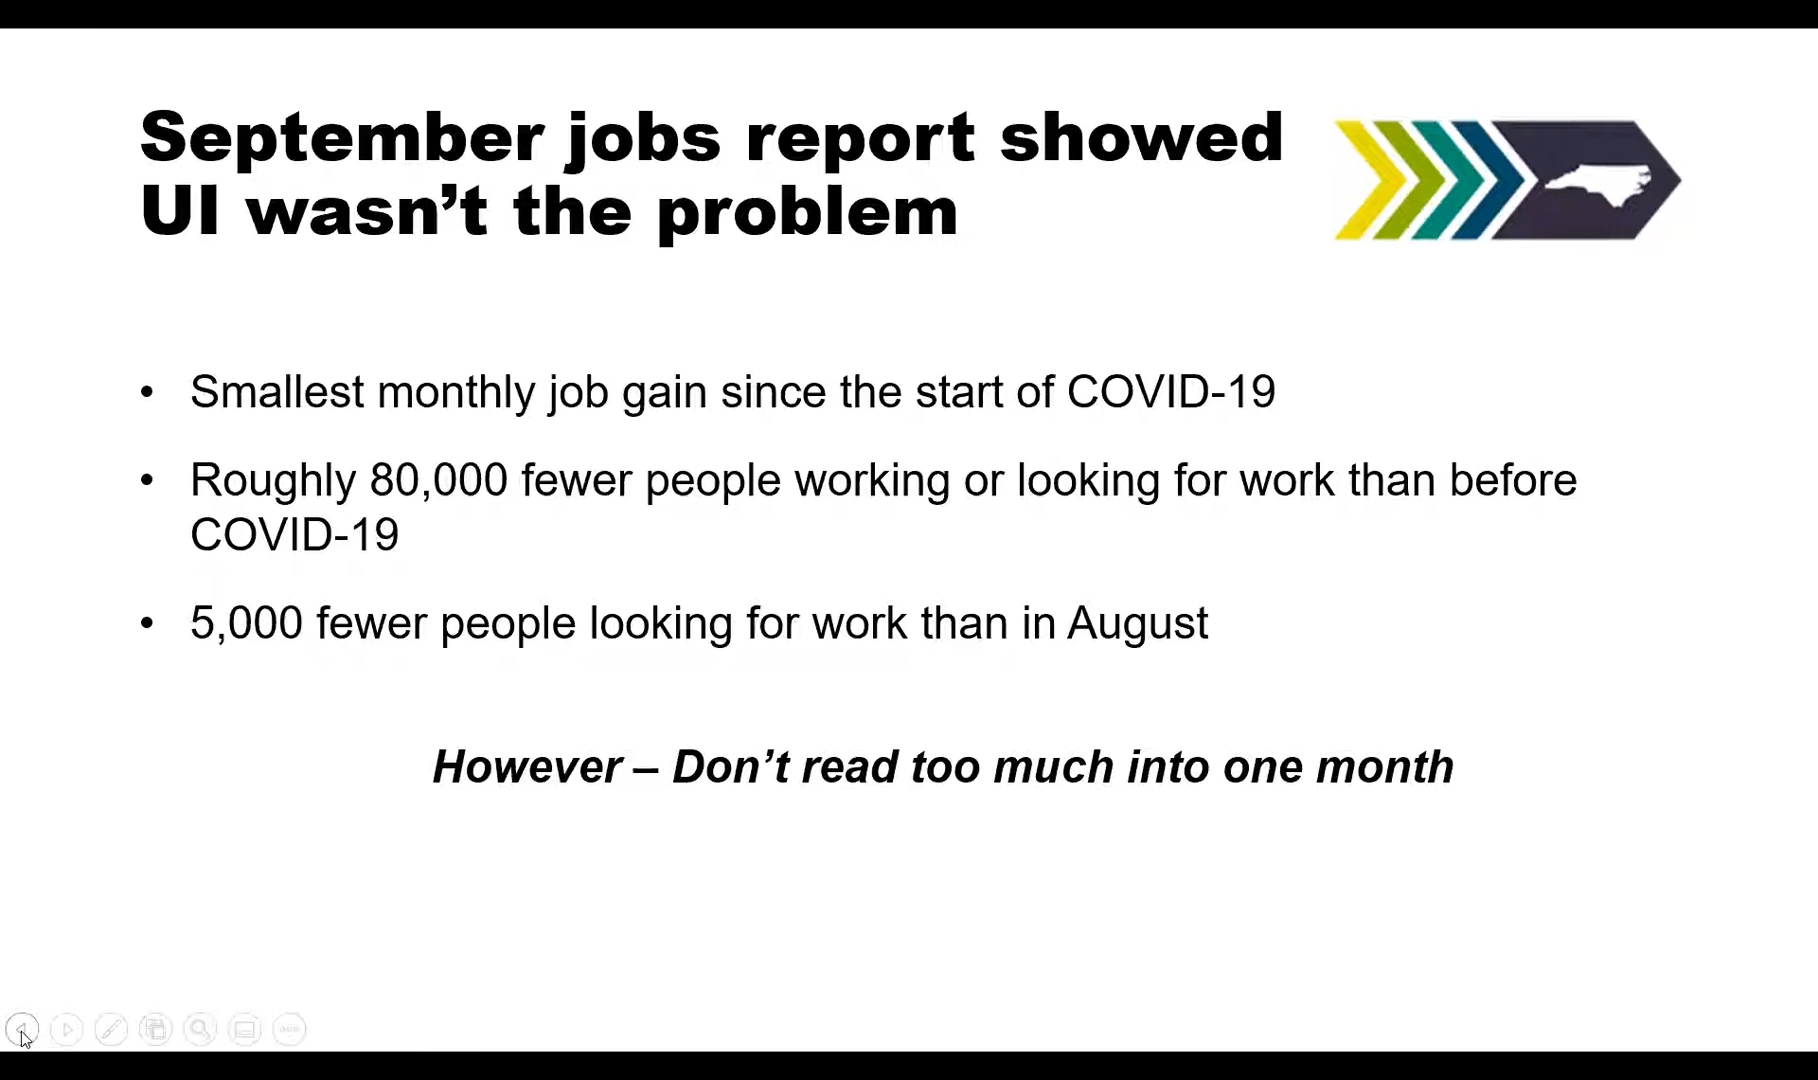 September jobs report showed
UI wasn’t the problem
• Smallest monthly job gain since the start of COVID-19
• Roughly 80,000 fewer people working or looking for work than before
COVID-19
• 5,000 fewer people looking for work than in August
However – Don’t read too much into one month